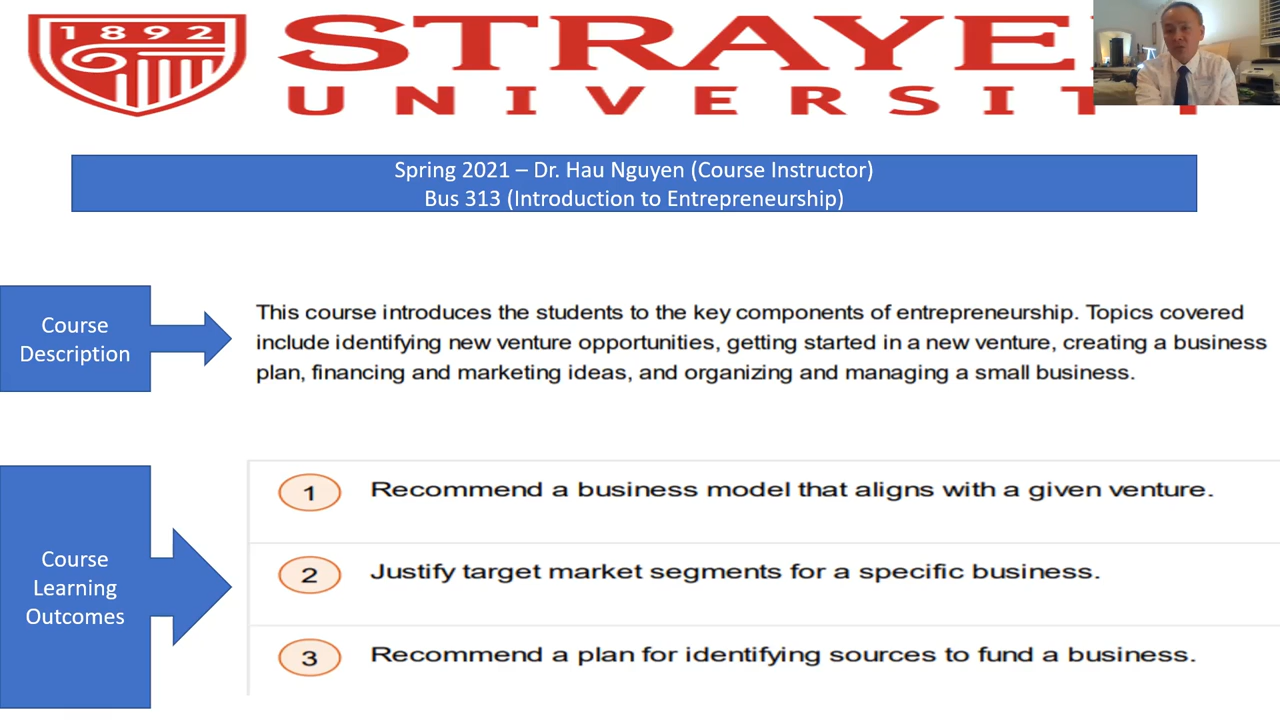 1892
STRAYE
UNIVERSIT
Spring 2021 – Dr. Hau Nguyen (Course Instructor)
Bus 313 (Introduction to Entrepreneurship)
Course
Description
This course introduces the students to the key components of entrepreneurship. Topics covered
include identifying new venture opportunities, getting started in a new venture, creating a business
plan, financing and marketing ideas, and organizing and managing a small business.
Course
Learning
Outcomes
1 Recommend a business model that aligns with a given venture.
2 Justify target market segments for a specific business.
3 Recommend a plan for identifying sources to fund a business.